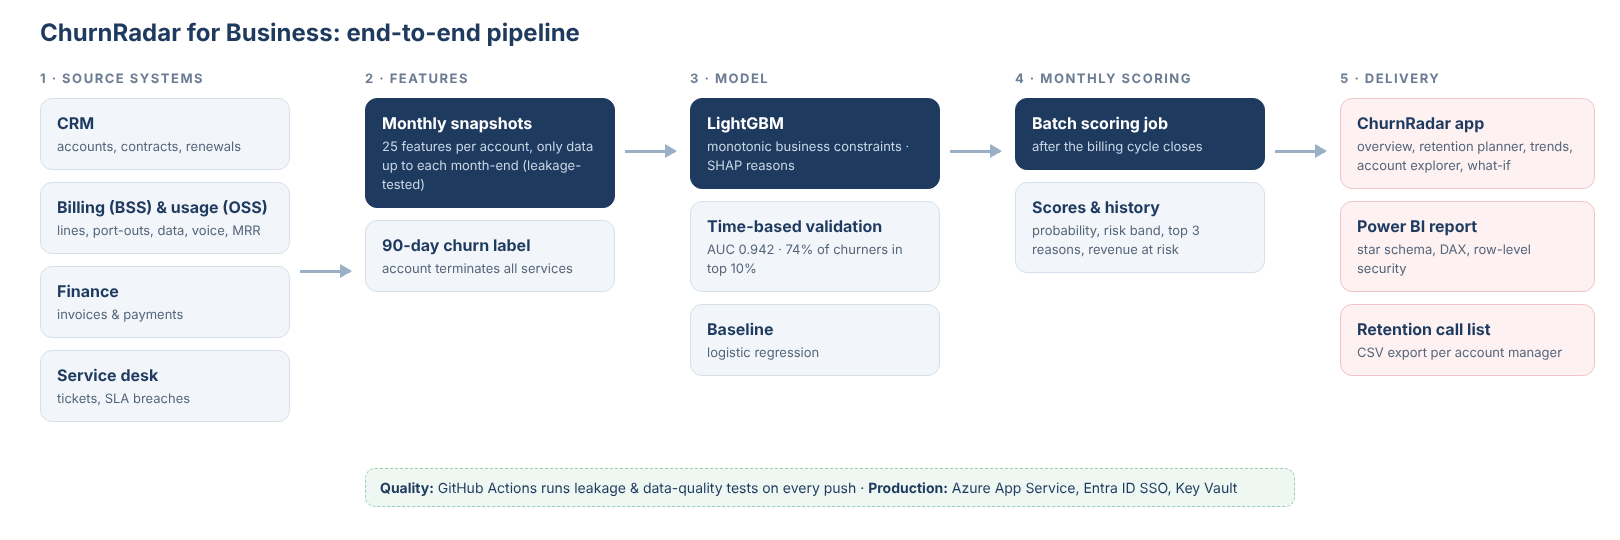 ChurnRadar for Business: end-to-end pipeline
1 · SOURCE SYSTEMS
CRM
accounts, contracts, renewals
Billing (BSS) & usage (OSS)
lines, port-outs, data, voice, MRR
Finance
invoices & payments
Service desk
tickets, SLA breaches
2 · FEATURES
Monthly snapshots
25 features per account, only data
up to each month-end (leakage-
tested)
90-day churn label
account terminates all services
3 · MODEL
LightGBM
monotonic business constraints ·
SHAP reasons
Time-based validation
AUC 0.942 · 74% of churners in
top 10%
Baseline
logistic regression
4 · MONTHLY SCORING
Batch scoring job
after the billing cycle closes
Scores & history
probability, risk band, top 3
reasons, revenue at risk
5 · DELIVERY
ChurnRadar app
overview, retention planner, trends,
account explorer, what-if
Power BI report
star schema, DAX, row-level
security
Retention call list
CSV export per account manager
Quality: GitHub Actions runs leakage & data-quality tests on every push · Production: Azure App Service, Entra ID SSO, Key Vault